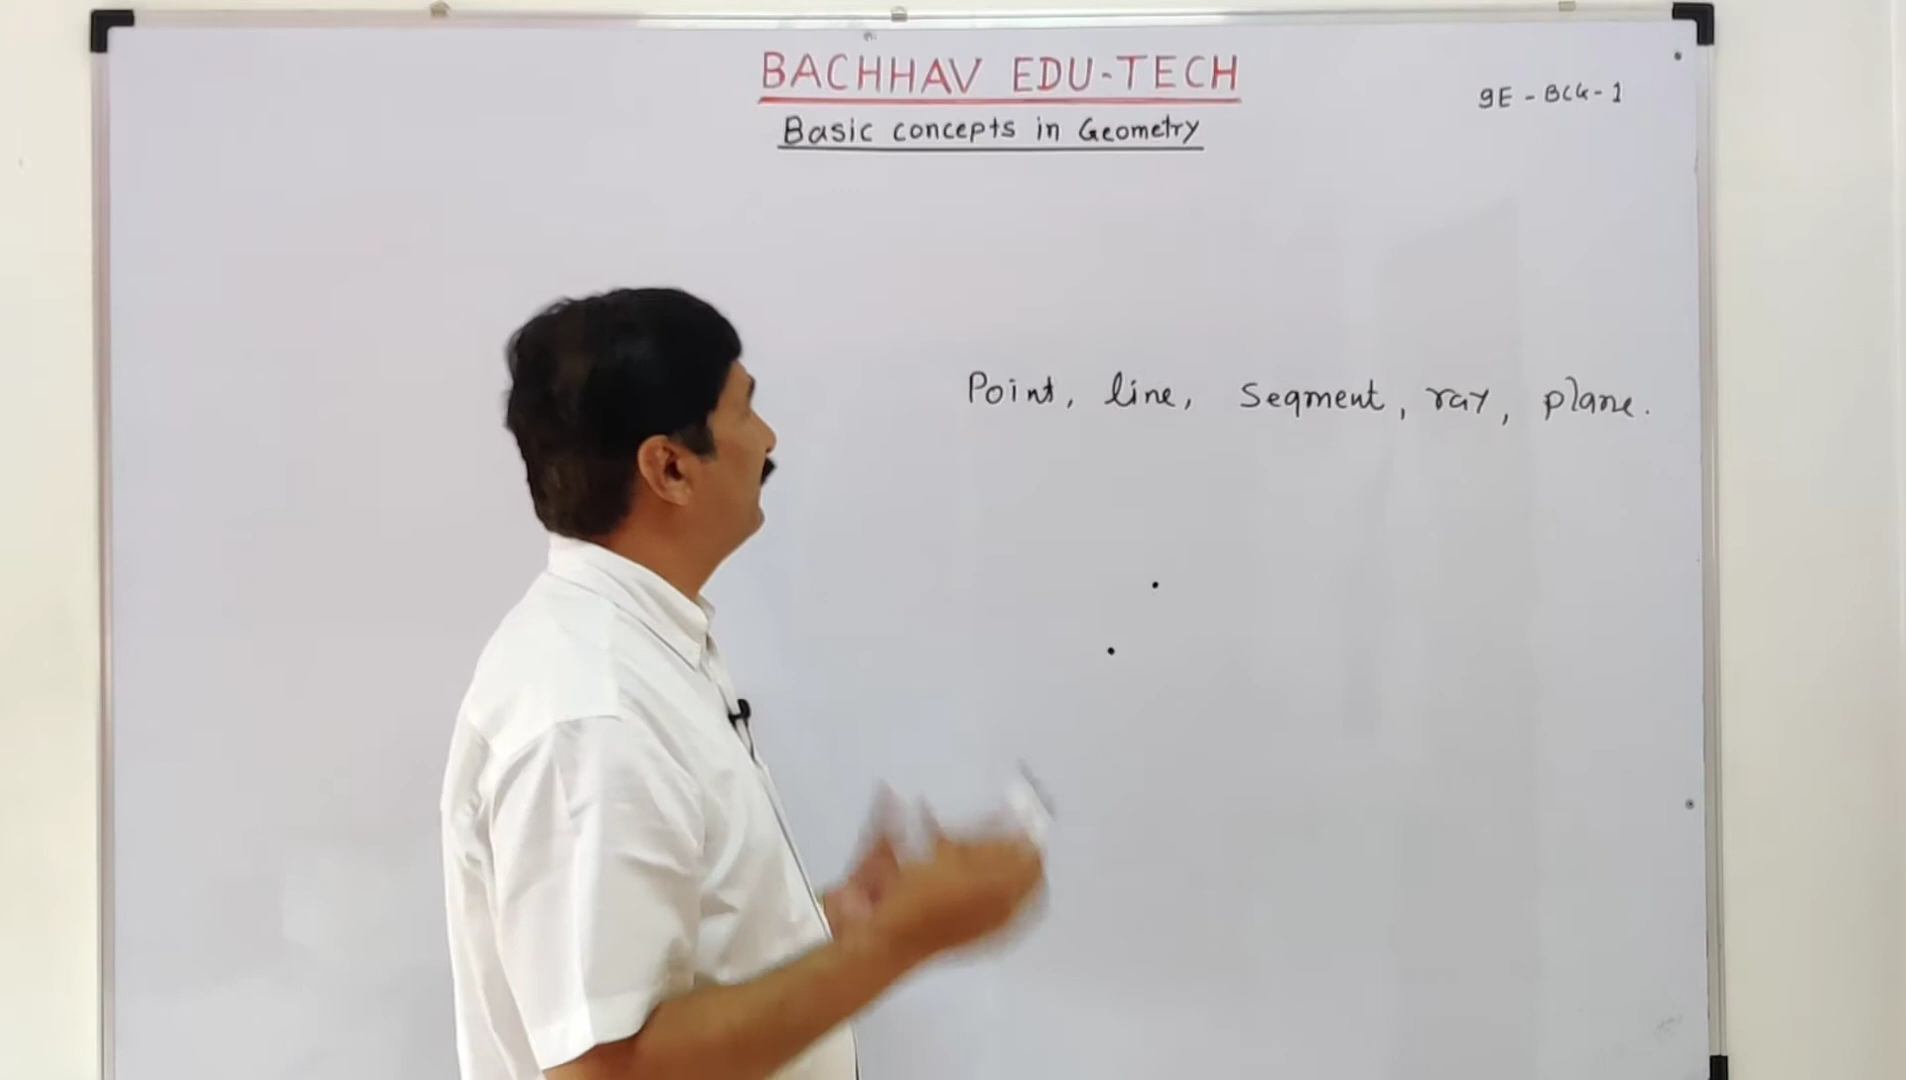 BACHHAV EDU-TECH
9E - BCG - 1
Basic concepts in Geometry
Point, line, Segment, ray, plane.